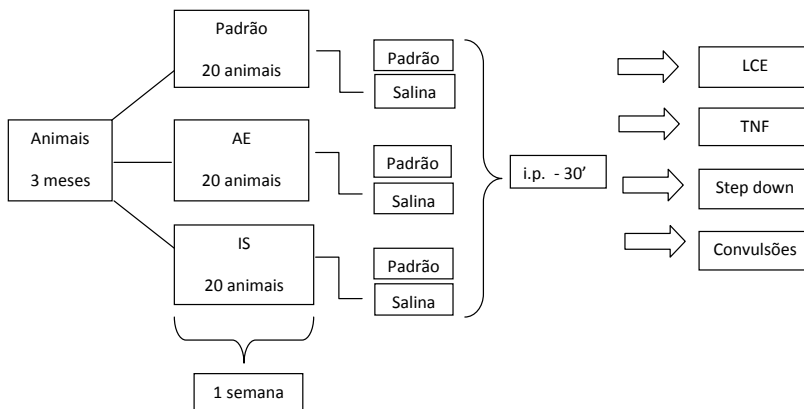 Animais
3 meses
Padrão
20 animais
AE
20 animais
IS
20 animais
1 semana
Padrão
Salina
Padrão
Salina
Padrão
Salina
i.p. - 30'
LCE
TNF
Step down
Convulsões